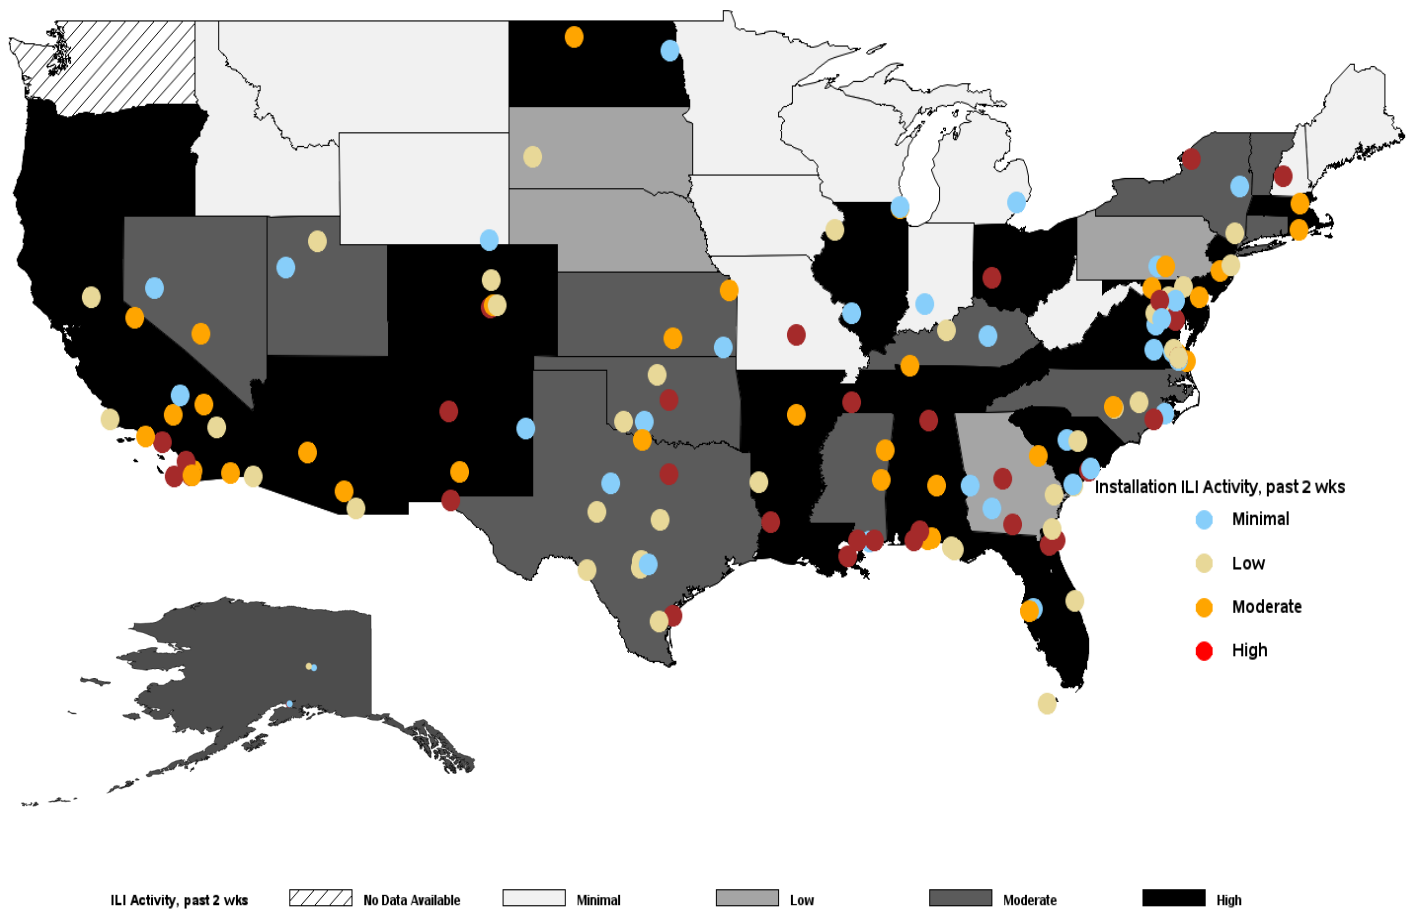 Installation ILI Activity, past 2 wks
Minimal
Low
Moderate
High
ILI Activity, past 2 wks No Data Available Minimal Low Moderate High